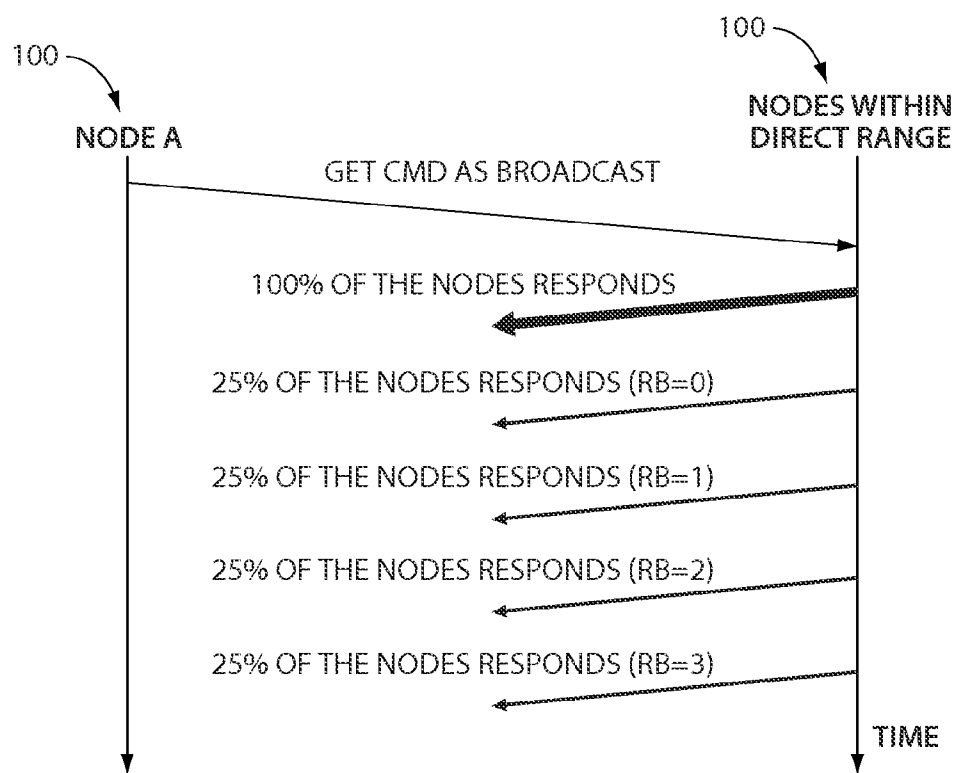 100
100
NODE A
NODES WITHIN
DIRECT RANGE
GET CMD AS BROADCAST
100% OF THE NODES RESPONDS
25% OF THE NODES RESPONDS (RB=0)
25% OF THE NODES RESPONDS (RB=1)
25% OF THE NODES RESPONDS (RB=2)
25% OF THE NODES RESPONDS (RB=3)
TIME